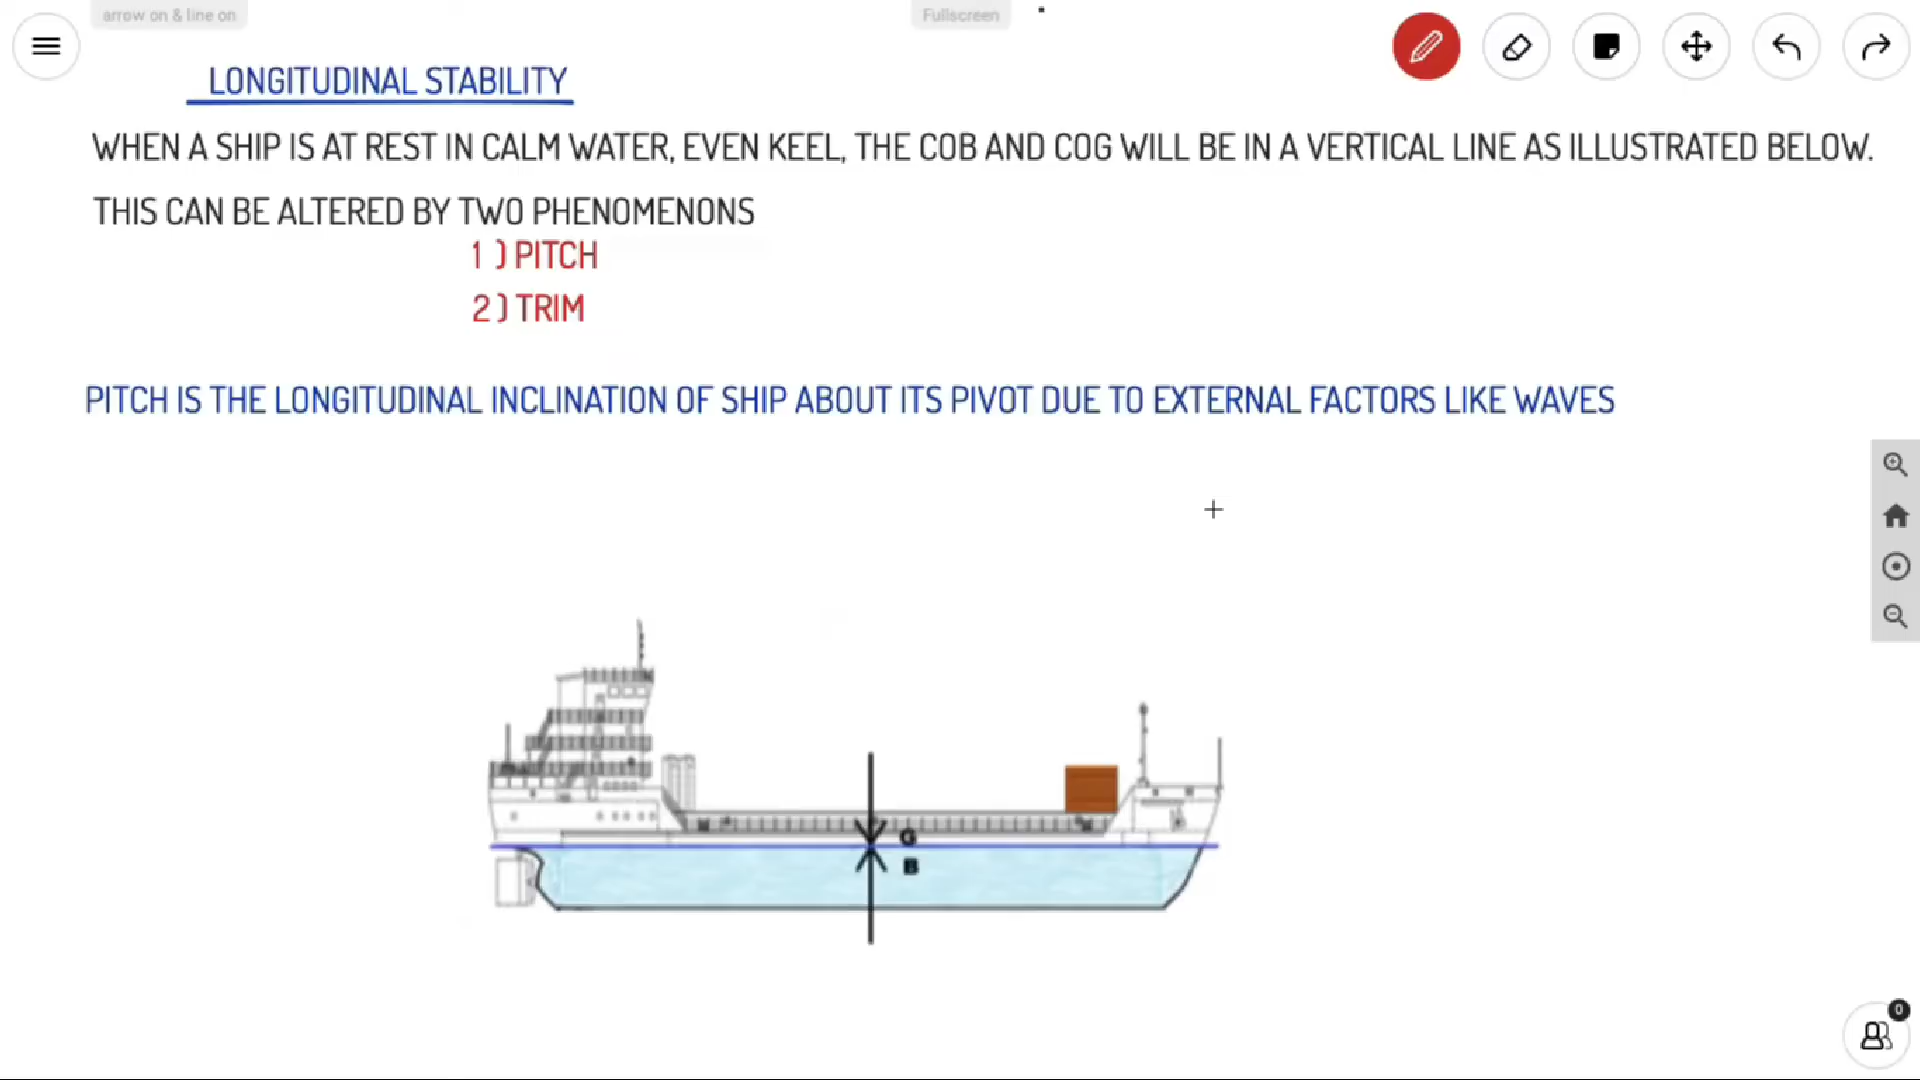 arrow on & line on
Fullscreen
LONGITUDINAL STABILITY
WHEN A SHIP IS AT REST IN CALM WATER, EVEN KEEL, THE COB AND COG WILL BE IN A VERTICAL LINE AS ILLUSTRATED BELOW.
THIS CAN BE ALTERED BY TWO PHENOMENONS
1 ) PITCH
2 ) TRIM
PITCH IS THE LONGITUDINAL INCLINATION OF SHIP ABOUT ITS PIVOT DUE TO EXTERNAL FACTORS LIKE WAVES
G
B
0